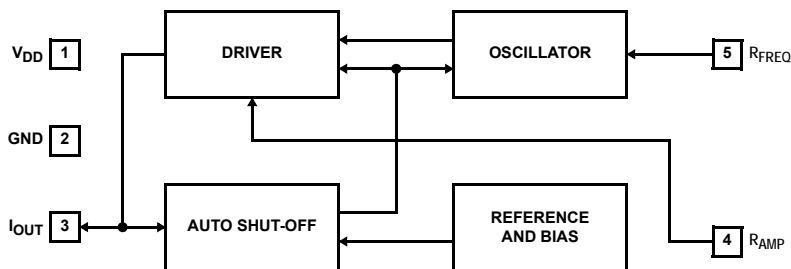 VDD 1
DRIVER
OSCILLATOR
5 RFREQ
GND 2
IOUT 3
AUTO SHUT-OFF
REFERENCE
AND BIAS
4 RAMP